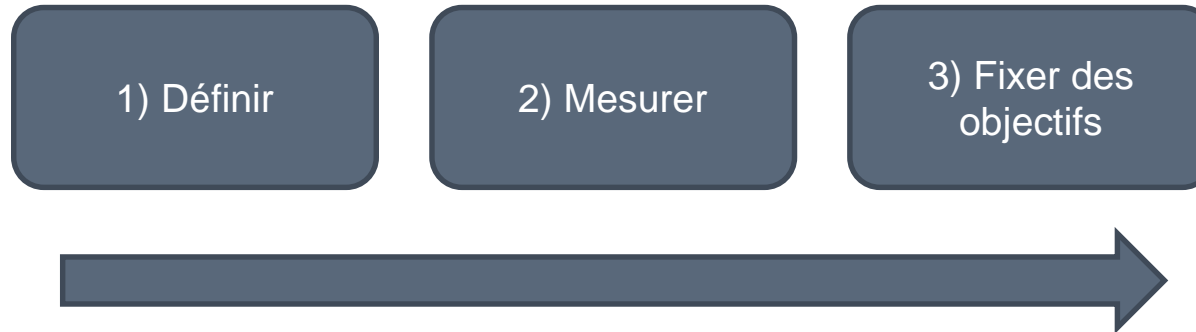 1) Définir
2) Mesurer
3) Fixer des
objectifs